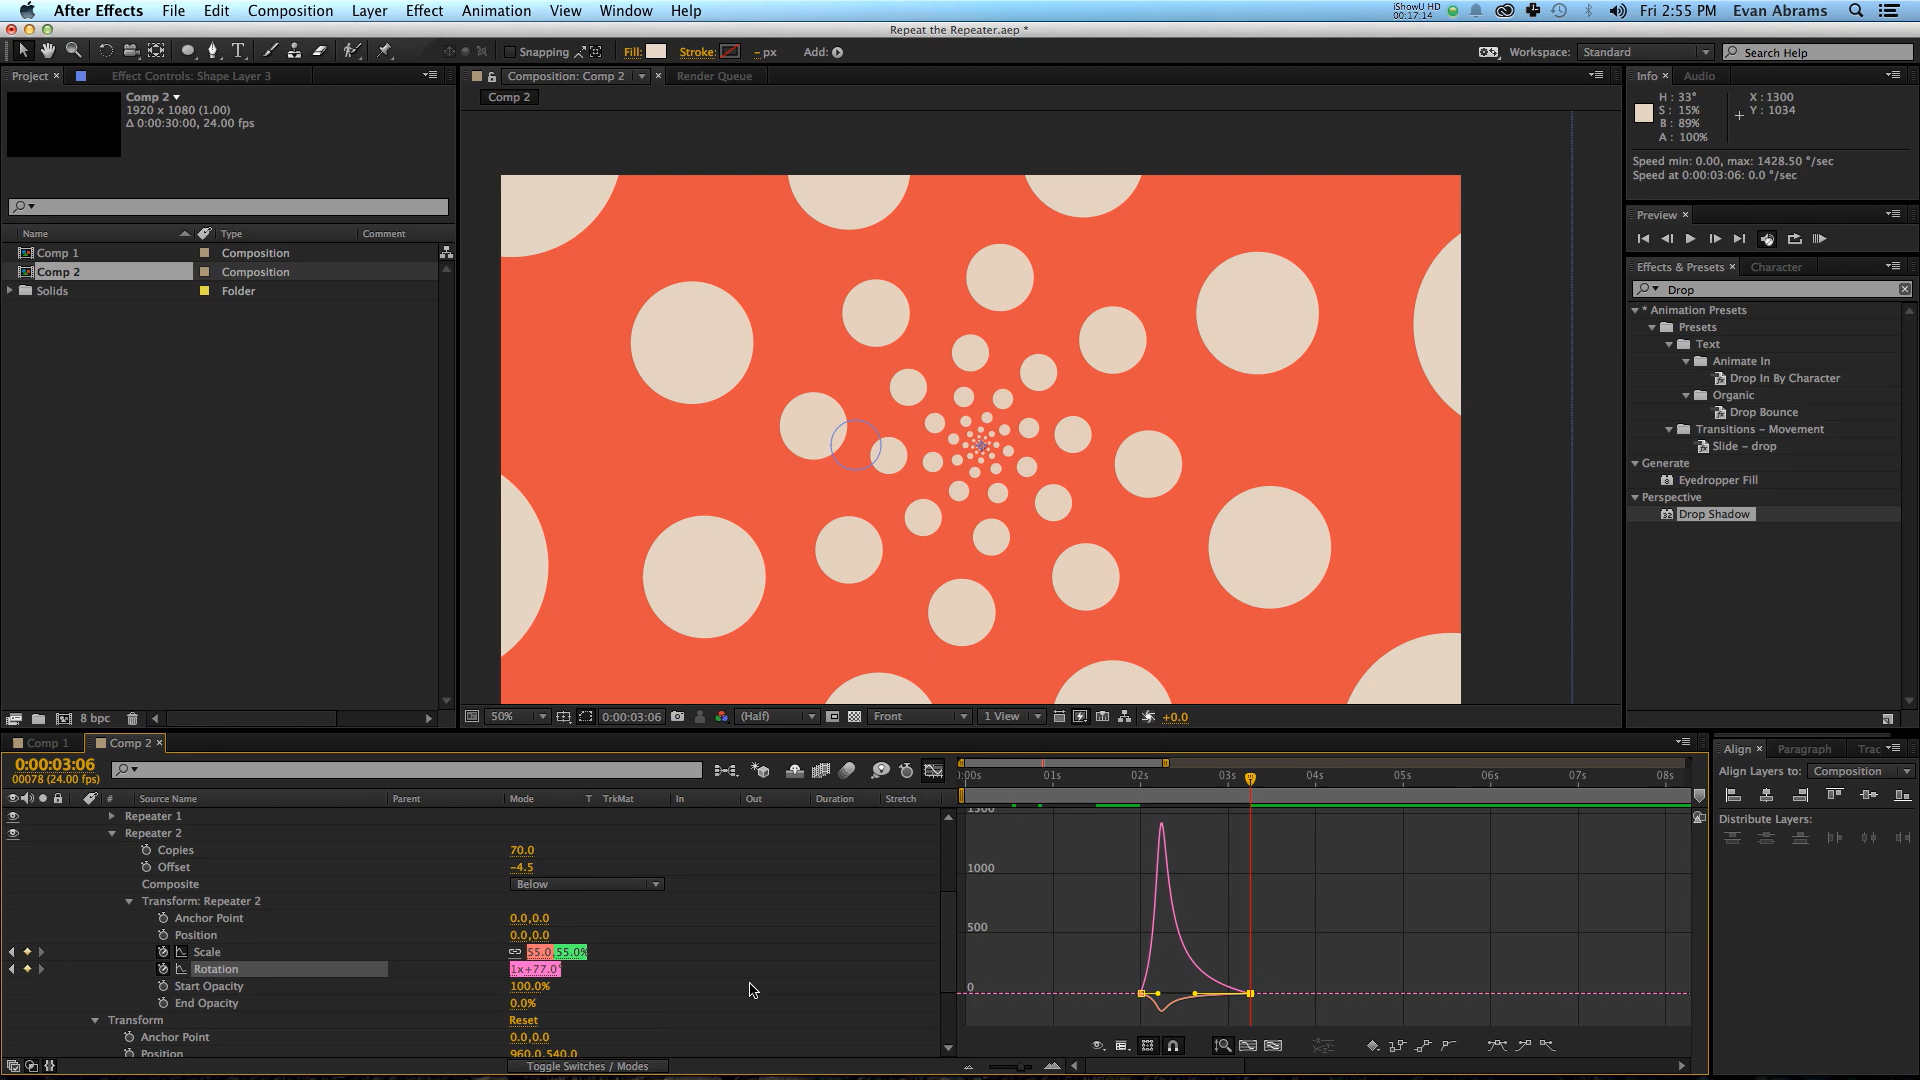 After Effects File Edit Composition Layer Effect Animation View Window Help iShowU HD 00:17:14 Fri 2:55 PM Evan Abrams
Repeat the Repeater.aep *
Snapping Fill: Stroke: - px Add: Workspace: Standard Search Help
Project × Effect Controls: Shape Layer 3 Composition: Comp 2 × Render Queue Info × Audio
Comp 2
1920 x 1080 (1.00)
Δ 0:00:30:00, 24.00 fps
Comp 2
H : 33° X : 1300
S : 15% Y : 1034
B : 89%
A : 100%
Speed min: 0.00, max: 1428.50 °/sec
Speed at 0:00:03:06: 0.0 °/sec
Preview ×
Name Type Comment
Comp 1 Composition
Comp 2 Composition
Solids Folder
Effects & Presets × Character
Drop
* Animation Presets
Presets
Text
Animate In
Drop In By Character
Organic
Drop Bounce
Transitions – Movement
Slide – drop
Generate
Eyedropper Fill
Perspective
Drop Shadow
8 bpc 50% 0:00:03:06 (Half) Front 1 View +0.0
Comp 1 Comp 2 ×
0:00:03:06
00078 (24.00 fps)
# Source Name Parent Mode T TrkMat In Out Duration Stretch
:00s 01s 02s 03s 04s 05s 06s 07s 08s
Repeater 1
Repeater 2
Copies 70.0
Offset -4.5
Composite Below
Transform: Repeater 2
Anchor Point 0.0,0.0
Position 0.0,0.0
Scale 55.0,55.0%
Rotation 1x+77.0°
Start Opacity 100.0%
End Opacity 0.0%
Transform Reset
Anchor Point 0.0,0.0
Position 960.0,540.0
Toggle Switches / Modes
1500
1000
500
0
Align × Paragraph Trac
Align Layers to: Composition
Distribute Layers: